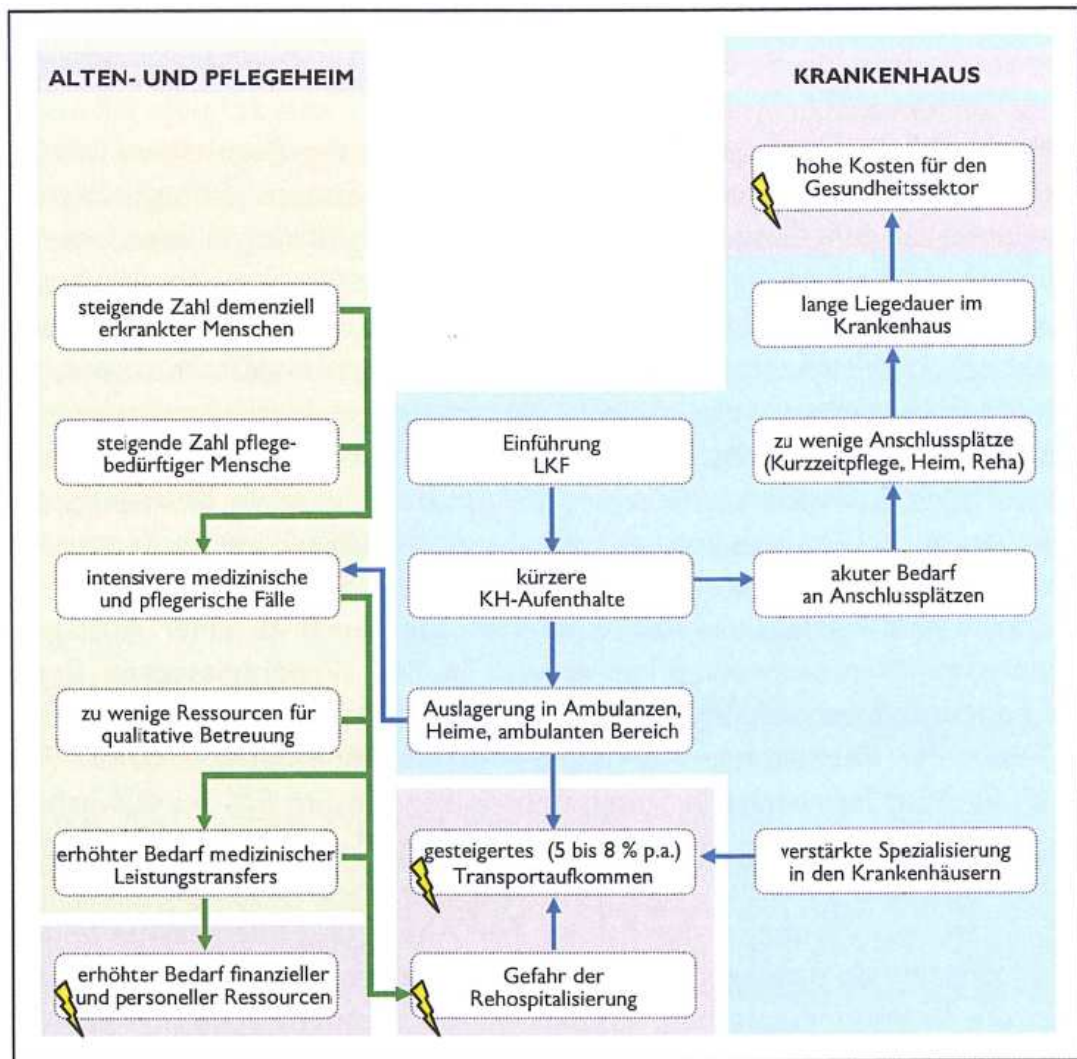 ALTEN- UND PFLEGEHEIM
KRANKENHAUS
hohe Kosten für den
Gesundheitssektor
steigende Zahl demenziell
erkrankter Menschen
lange Liegedauer im
Krankenhaus
steigende Zahl pflege-
bedürftiger Mensche
Einführung
LKF
zu wenige Anschlussplätze
(Kurzzeitpflege, Heim, Reha)
intensivere medizinische
und pflegerische Fälle
kürzere
KH-Aufenthalte
akuter Bedarf
an Anschlussplätzen
zu wenige Ressourcen für
qualitative Betreuung
Auslagerung in Ambulanzen,
Heime, ambulanten Bereich
erhöhter Bedarf medizinischer
Leistungstransfers
gesteigertes (5 bis 8 % p.a.)
Transportaufkommen
verstärkte Spezialisierung
in den Krankenhäusern
erhöhter Bedarf finanzieller
und personeller Ressourcen
Gefahr der
Rehospitalisierung